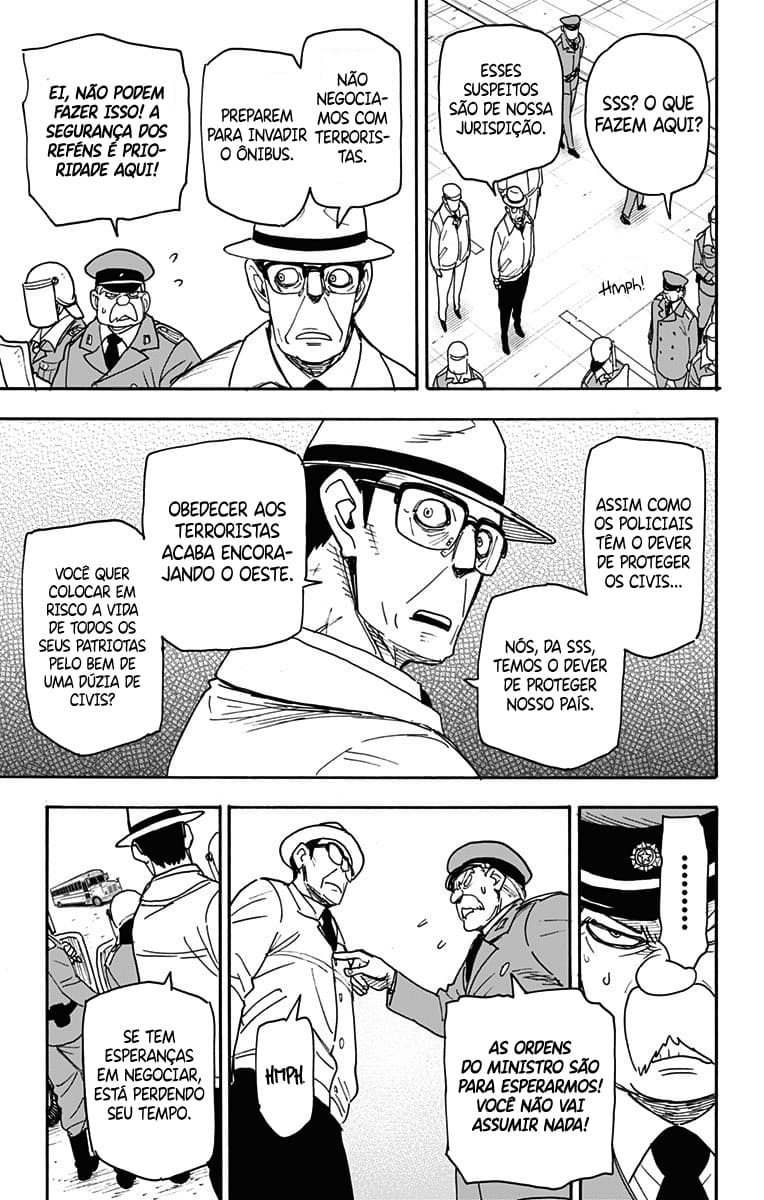 SSS? O QUE
FAZEM AQUI?
ESSES
SUSPEITOS
SÃO DE NOSSA
JURISDIÇÃO.
HMPH!
NÃO
NEGOCIA-
MOS COM
TERRORIS-
TAS.
PREPAREM
PARA INVADIR
O ÔNIBUS.
EI, NÃO PODEM
FAZER ISSO! A
SEGURANÇA DOS
REFÉNS É PRIO-
RIDADE AQUI!
ASSIM COMO
OS POLICIAIS
TÊM O DEVER
DE PROTEGER
OS CIVIS...
NÓS, DA SSS,
TEMOS O DEVER
DE PROTEGER
NOSSO PAÍS.
OBEDECER AOS
TERRORISTAS
ACABA ENCORA-
JANDO O OESTE.
VOCÊ QUER
COLOCAR EM
RISCO A VIDA
DE TODOS OS
SEUS PATRIOTAS
PELO BEM DE
UMA DÚZIA DE
CIVIS?
........
AS ORDENS
DO MINISTRO SÃO
PARA ESPERARMOS!
VOCÊ NÃO VAI
ASSUMIR NADA!
HMPH.
SE TEM
ESPERANÇAS
EM NEGOCIAR,
ESTÁ PERDENDO
SEU TEMPO.